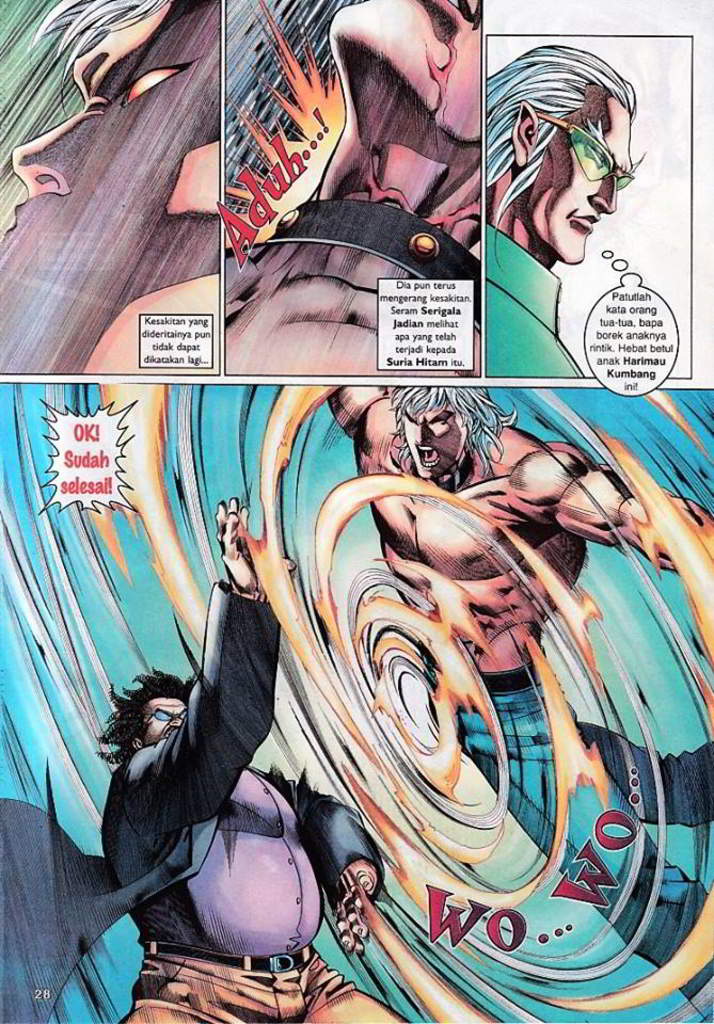 Kesakitan yang
dideritainya pun
tidak dapat
dikatakan lagi...
Aduh...!
Dia pun terus
mengerang kesakitan.
Seram Serigala
Jadian melihat
apa yang telah
terjadi kepada
Suria Hitam itu.
Patutlah
kata orang
tua-tua, bapa
borek anaknya
rintik. Hebat betul
anak Harimau
Kumbang
ini!
OK!
Sudah
selesai!
WO...WO...
28